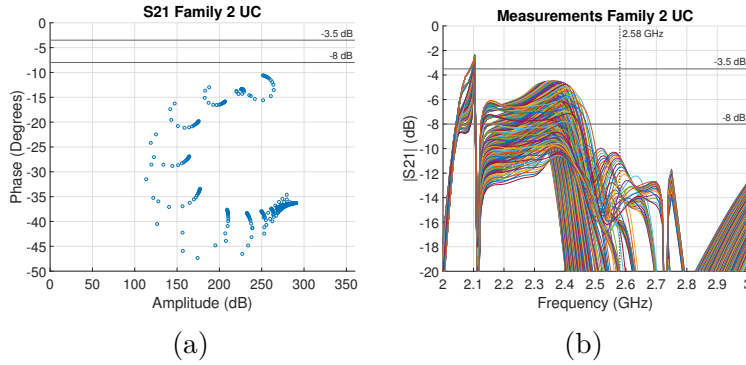 S21 Family 2 UC
0
-5
-10
-15
-20
-25
-30
-35
-40
-45
-50
Phase (Degrees)
-3.5 dB
-8 dB
0 50 100 150 200 250 300 350
Amplitude (dB)
(a)
Measurements Family 2 UC
0
-2
-4
-6
-8
-10
-12
-14
-16
-18
-20
|S21| (dB)
2.58 GHz
-3.5 dB
-8 dB
2 2.1 2.2 2.3 2.4 2.5 2.6 2.7 2.8 2.9
Frequency (GHz)
(b)